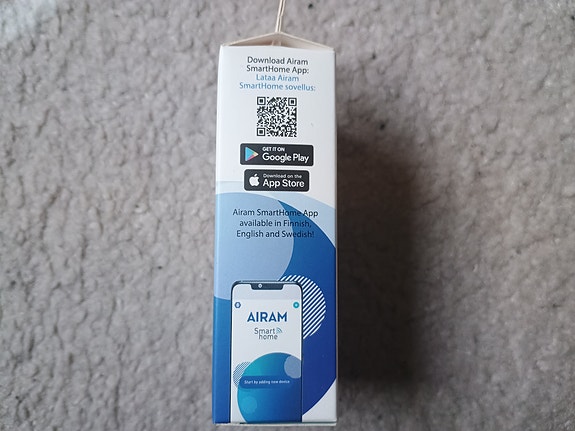 Download Airam
SmartHome App:
Lataa Airam
SmartHome sovellus:
GET IT ON
Google Play
Download on the
App Store
Airam SmartHome App
available in Finnish,
English and Swedish!
AIRAM
Smart
home
Start by adding new device